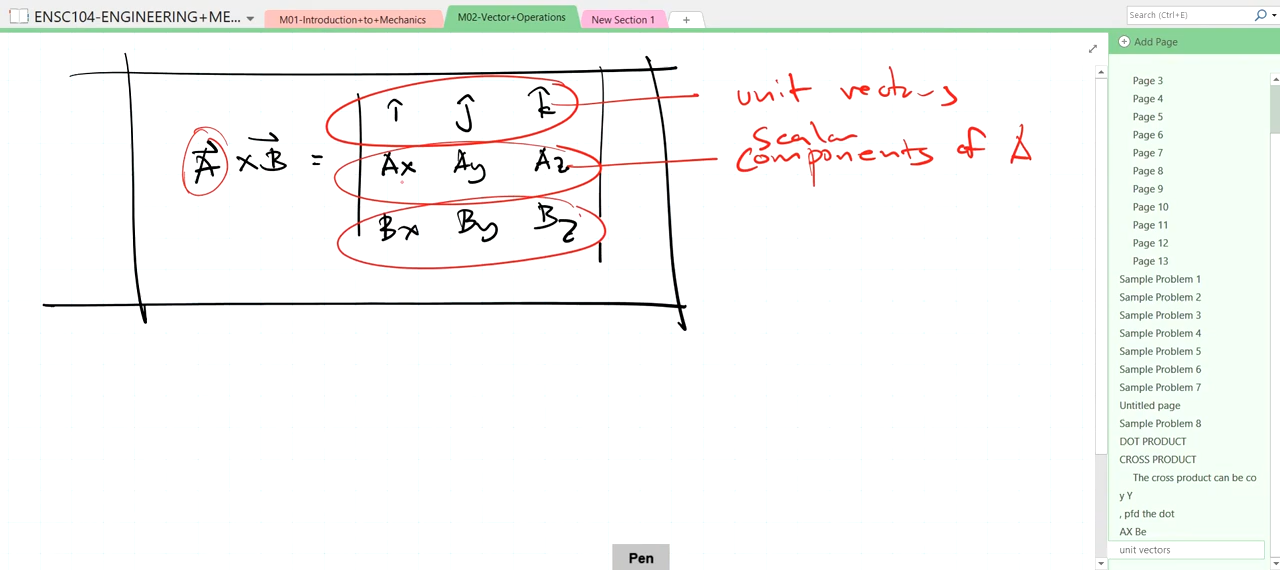 ENSC104-ENGINEERING+ME...
M01-Introduction+to+Mechanics
M02-Vector+Operations
New Section 1
+
Search (Ctrl+E)
Add Page
Page 3
Page 4
Page 5
Page 6
Page 7
Page 8
Page 9
Page 10
Page 11
Page 12
Page 13
Sample Problem 1
Sample Problem 2
Sample Problem 3
Sample Problem 4
Sample Problem 5
Sample Problem 6
Sample Problem 7
Untitled page
Sample Problem 8
DOT PRODUCT
CROSS PRODUCT
The cross product can be co
y Y
, pfd the dot
AX Be
unit vectors
î ĵ k̂
A⃗ x B⃗ = Ax Ay Az
Bx By Bz
unit vectors
scalar
components of A
Pen